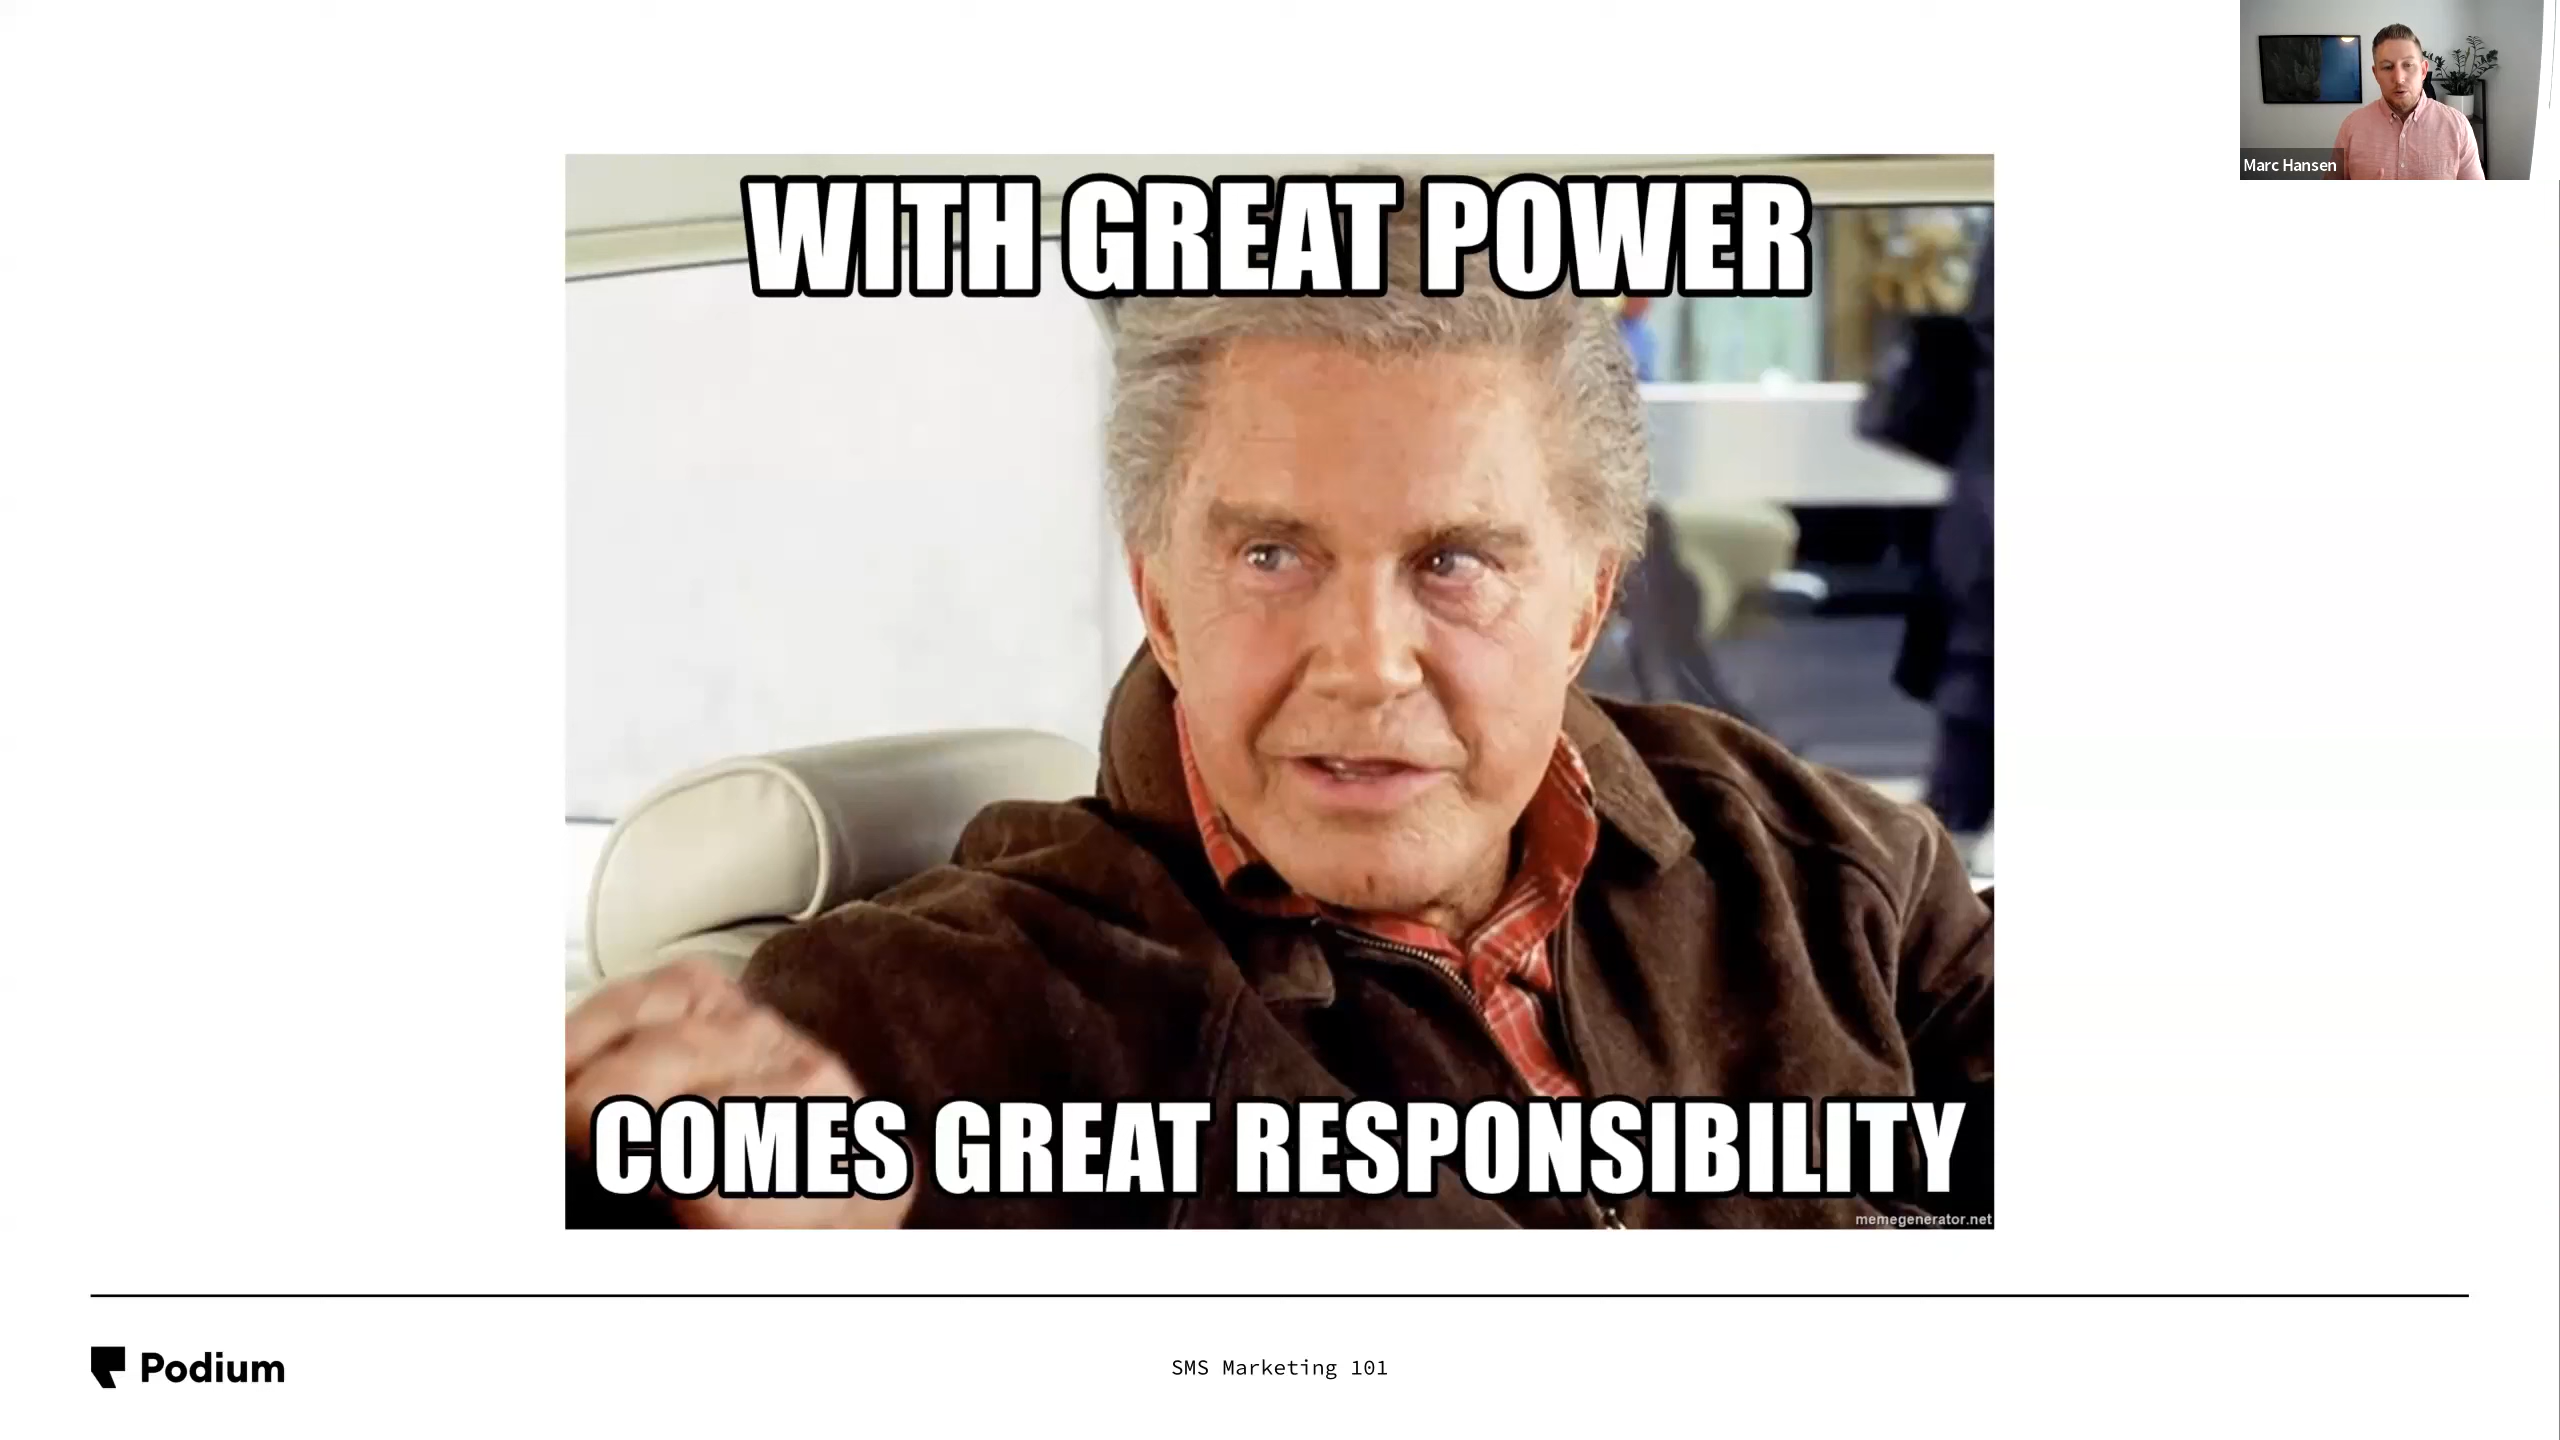 Marc Hansen
WITH GREAT POWER
COMES GREAT RESPONSIBILITY
memegenerator.net
Podium
SMS Marketing 101